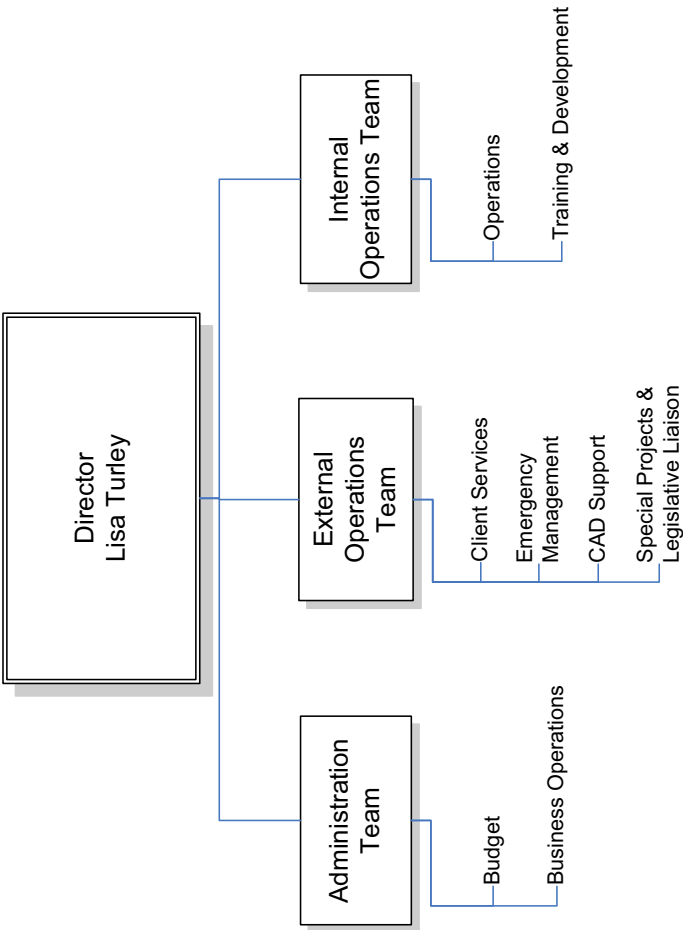 Director
Lisa Turley
Administration
Team
Budget
Business Operations
External
Operations
Team
Client Services
Emergency
Management
CAD Support
Special Projects &
Legislative Liaison
Internal
Operations Team
Operations
Training & Development